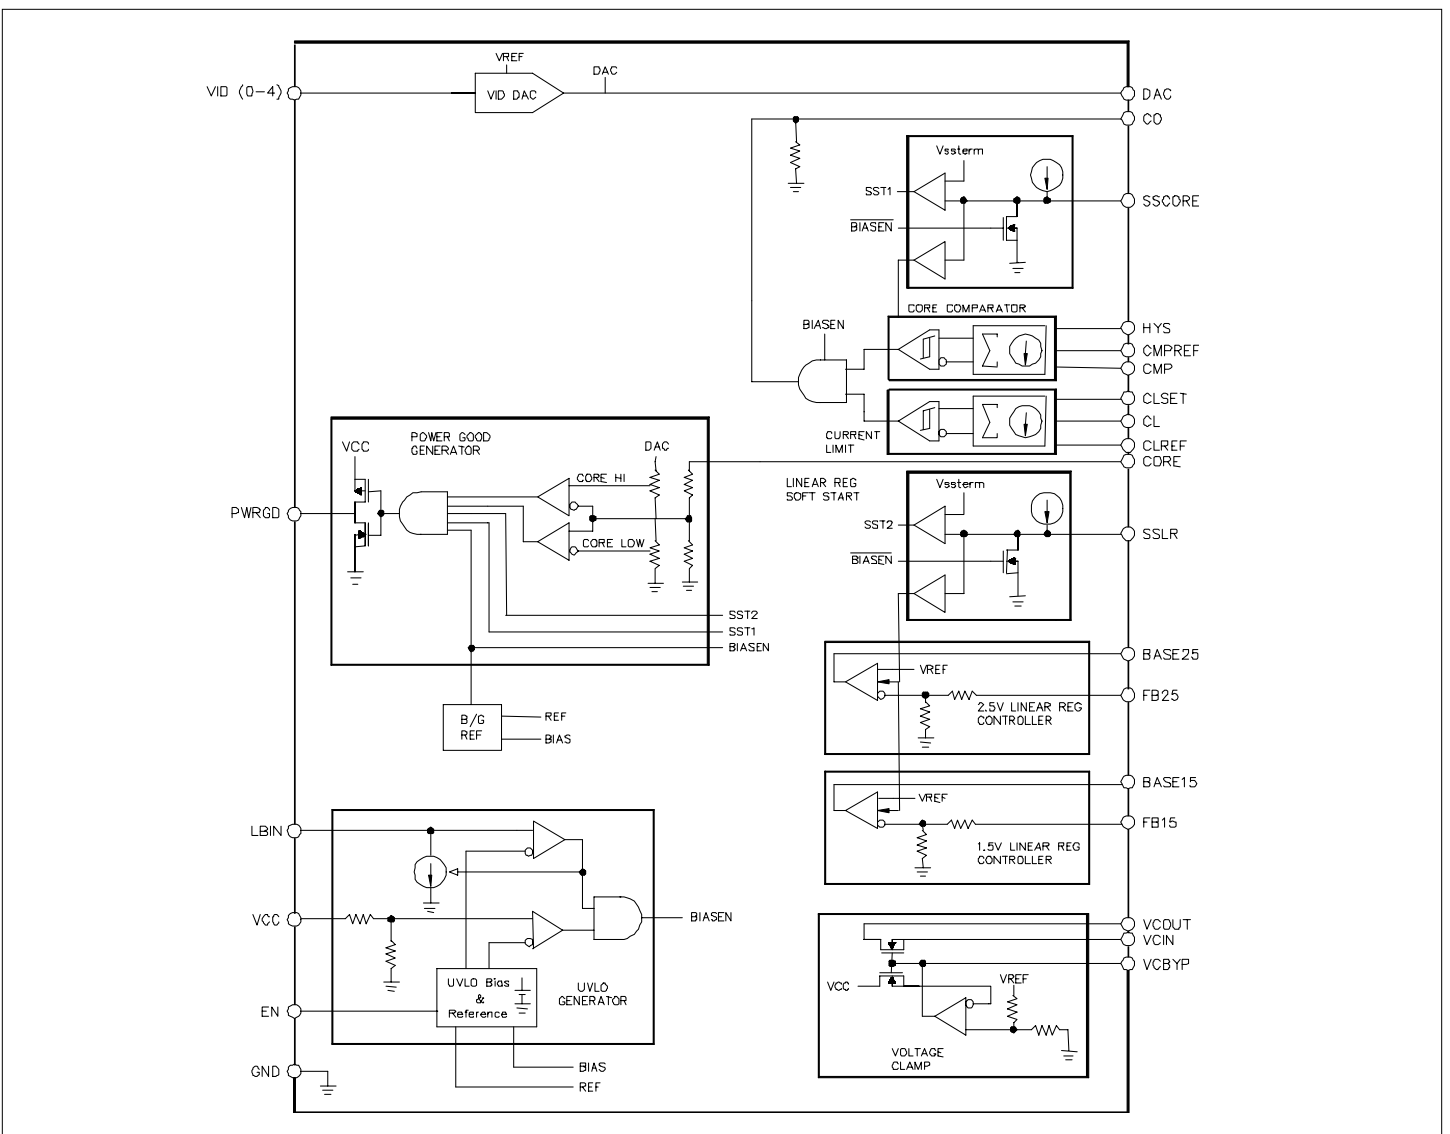 VREF
DAC
VID (0-4)
VID DAC
DAC
CO
Vssterm
SST1
SSCORE
BIASEN
CORE COMPARATOR
BIASEN
HYS
CMPREF
CMP
CLSET
CL
CURRENT
LIMIT
CLREF
CORE
POWER GOOD
GENERATOR
VCC
DAC
CORE HI
CORE LOW
PWRGD
LINEAR REG
SOFT START
Vssterm
SST2
SSLR
BIASEN
SST2
SST1
BIASEN
BASE25
VREF
FB25
2.5V LINEAR REG
CONTROLLER
B/G
REF
REF
BIAS
BASE15
VREF
FB15
1.5V LINEAR REG
CONTROLLER
LBIN
VCC
BIASEN
UVLO Bias
&
Reference
UVLO
GENERATOR
EN
BIAS
REF
GND
VCOUT
VCIN
VCBYP
VCC
VREF
VOLTAGE
CLAMP